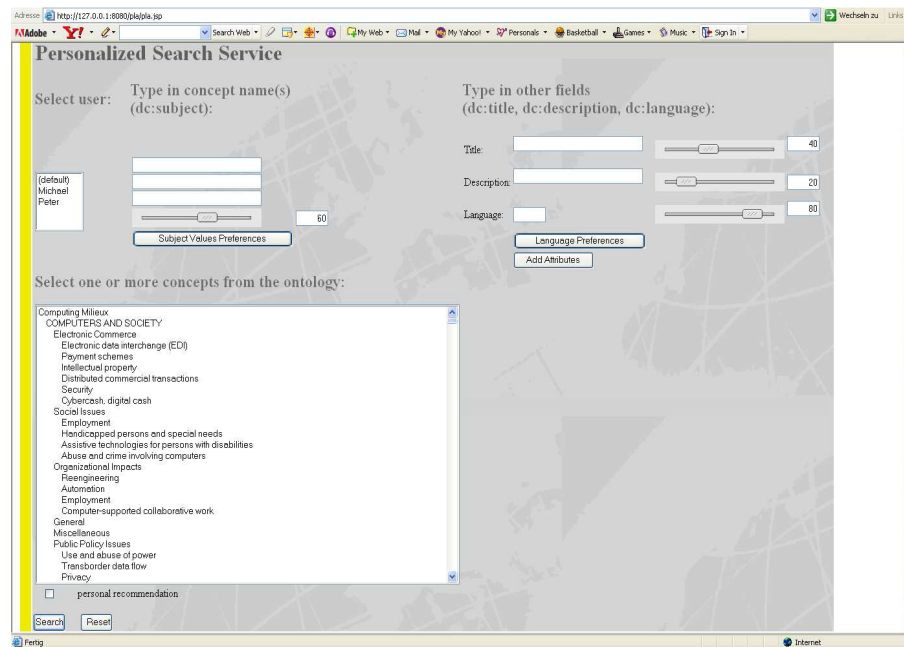 Adresse http://127.0.0.1:8080/pla/pla.jsp Wechseln zu Links
Adobe Y! Search Web My Web Mail My Yahoo! Personals Basketball Games Music Sign In
Personalized Search Service
Select user:
Type in concept name(s)
(dc:subject):
Type in other fields
(dc:title, dc:description, dc:language):
(default)
Michael
Peter
60
Subject Values Preferences
Title: 40
Description: 20
Language: 80
Language Preferences
Add Attributes
Select one or more concepts from the ontology:
Computing Milieux
COMPUTERS AND SOCIETY
Electronic Commerce
Electronic data interchange (EDI)
Payment schemes
Intellectual property
Distributed commercial transactions
Security
Cybercash, digital cash
Social Issues
Employment
Handicapped persons and special needs
Assistive technologies for persons with disabilities
Abuse and crime involving computers
Organizational Impacts
Reengineering
Automation
Employment
Computer-supported collaborative work
General
Miscellaneous
Public Policy Issues
Use and abuse of power
Transborder data flow
Privacy
personal recommendation
Search Reset
Fertig Internet